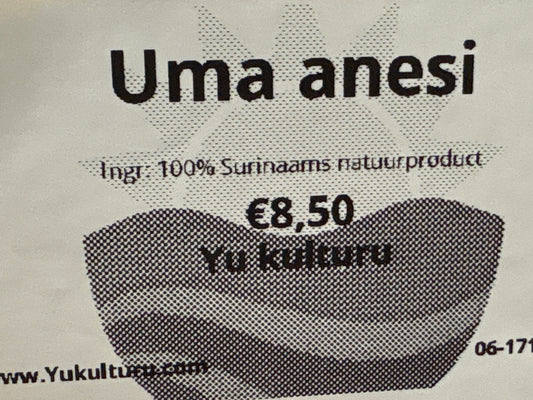 Uma anesi
Ingr: 100% Surinaams natuurproduct
€8,50
Yu kulturu
www.Yukulturu.com
06-171